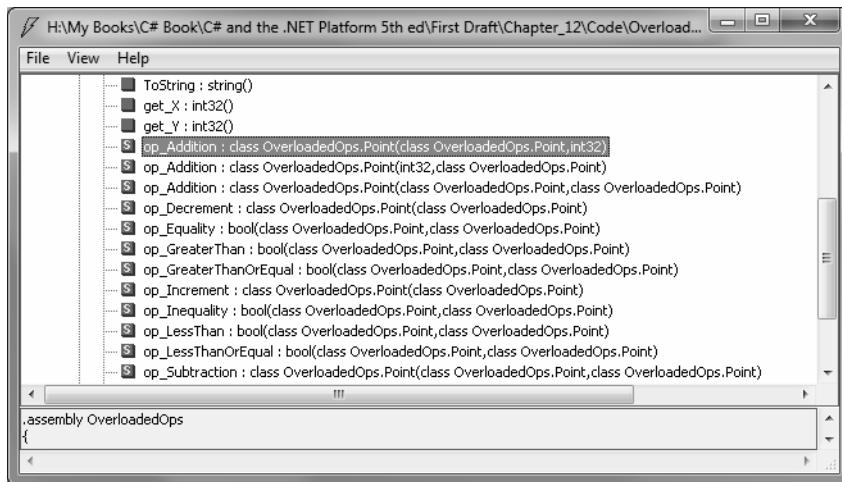 H:\My Books\C# Book\C# and the .NET Platform 5th ed\First Draft\Chapter_12\Code\Overload...
File View Help
ToString : string()
get_X : int32()
get_Y : int32()
op_Addition : class OverloadedOps.Point(class OverloadedOps.Point,int32)
op_Addition : class OverloadedOps.Point(int32,class OverloadedOps.Point)
op_Addition : class OverloadedOps.Point(class OverloadedOps.Point,class OverloadedOps.Point)
op_Decrement : class OverloadedOps.Point(class OverloadedOps.Point)
op_Equality : bool(class OverloadedOps.Point,class OverloadedOps.Point)
op_GreaterThan : bool(class OverloadedOps.Point,class OverloadedOps.Point)
op_GreaterThanOrEqual : bool(class OverloadedOps.Point,class OverloadedOps.Point)
op_Increment : class OverloadedOps.Point(class OverloadedOps.Point)
op_Inequality : bool(class OverloadedOps.Point,class OverloadedOps.Point)
op_LessThan : bool(class OverloadedOps.Point,class OverloadedOps.Point)
op_LessThanOrEqual : bool(class OverloadedOps.Point,class OverloadedOps.Point)
op_Subtraction : class OverloadedOps.Point(class OverloadedOps.Point,class OverloadedOps.Point)
.assembly OverloadedOps
{